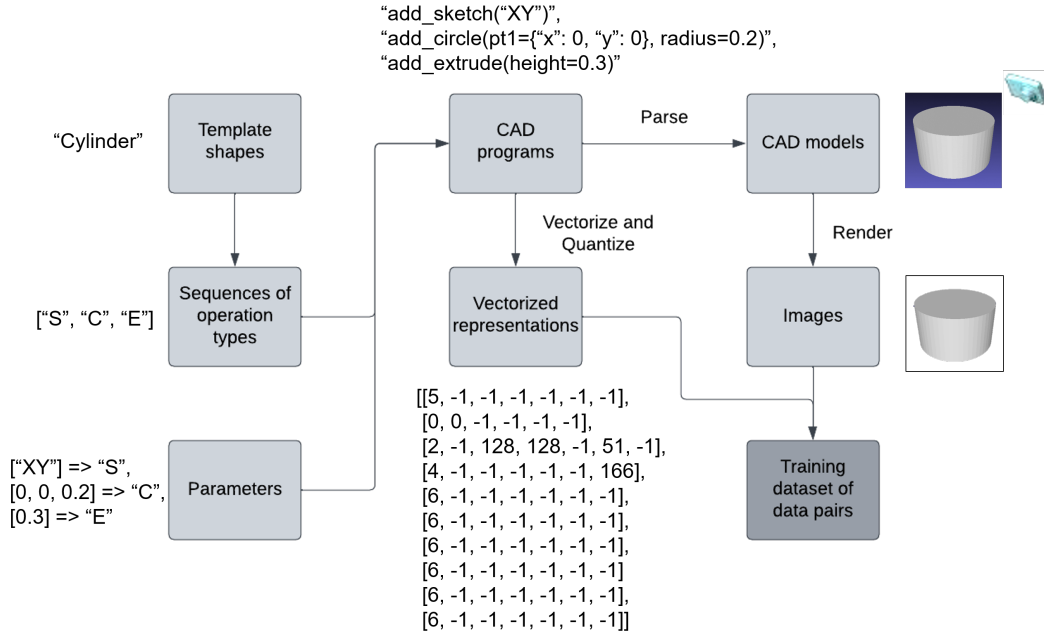 “add_sketch(“XY”)”,
“add_circle(pt1={“x”: 0, “y”: 0}, radius=0.2)”,
“add_extrude(height=0.3)”
“Cylinder”
Template
shapes
CAD
programs
Parse
CAD models
Vectorize and
Quantize
Render
[“S”, “C”, “E”]
Sequences of
operation
types
Vectorized
representations
Images
[[5, -1, -1, -1, -1, -1, -1],
[0, 0, -1, -1, -1, -1],
[2, -1, 128, 128, -1, 51, -1],
[4, -1, -1, -1, -1, -1, 166],
[6, -1, -1, -1, -1, -1, -1],
[6, -1, -1, -1, -1, -1, -1],
[6, -1, -1, -1, -1, -1, -1],
[6, -1, -1, -1, -1, -1, -1]
[6, -1, -1, -1, -1, -1, -1],
[6, -1, -1, -1, -1, -1, -1]]
[“XY”] => “S”,
[0, 0, 0.2] => “C”,
[0.3] => “E”
Parameters
Training
dataset of
data pairs